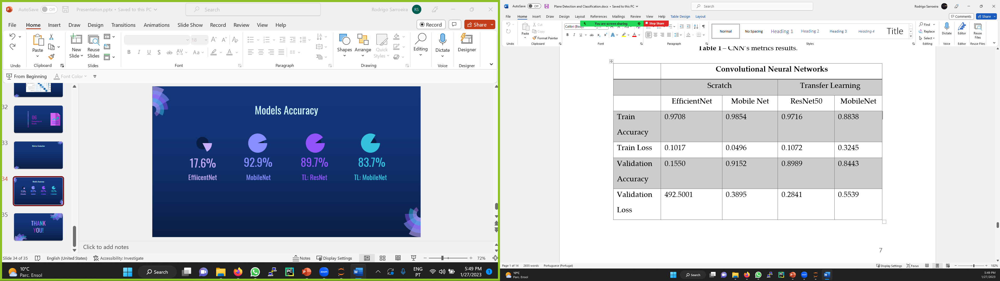 AutoSave Off Presentation.pptx • Saved to this PC Search Rodrigo Sarroeira RS
File Home Insert Draw Design Transitions Animations Slide Show Record Review View Help Record Share
Paste New Slide Reuse Slides 18 Shapes Arrange Quick Styles Editing Dictate Designer
Undo Clipboard Slides Font Paragraph Drawing Voice Designer
From Beginning Font Color
32
06
Comparison of
Results
33
Metrics Evaluation
34
Models Accuracy
17.6% 92.9% 89.7% 83.7%
35
THANK
YOU!
Models Accuracy
17.6% 92.9% 89.7% 83.7%
EffiicentNet MobileNet TL: ResNet TL: MobileNet
Click to add notes
Slide 34 of 35 English (United States) Accessibility: Investigate Notes Display Settings 72%
10°C
Parc. Ensol
Search
zoom
ENG
PT
5:49 PM
1/27/2023
1
AutoSave Off Plane Detection and Classification.docx • Saved to this PC Search Rodrigo Sarroeira
File Home Insert Draw Design Layout References Mailings Review View Help Table Design Layout Comments Share
You are screen sharing Stop Share
Paste Cut Copy Format Painter Calibri (Body) Normal No Spacing Heading 1 Heading 2 Heading 3 Heading 4 Title Find Replace Select Dictate Editor Reuse Files
Undo Clipboard Font Paragraph Styles Editing Voice Editor Reuse Files
Table 1 – CNN's metrics results.
Convolutional Neural Networks
Scratch Transfer Learning
EfficientNet Mobile Net ResNet50 MobileNet
Train Accuracy 0.9708 0.9854 0.9716 0.8838
Train Loss 0.1017 0.0496 0.1072 0.3245
Validation Accuracy 0.1550 0.9152 0.8989 0.8443
Validation Loss 492.5001 0.3895 0.2841 0.5539
7
Page 1 of 14 2655 words Portuguese (Portugal) Display Settings Focus 182%
10°C
Parc. Ensol
Search
ENG
PT
5:49 PM
1/27/2023